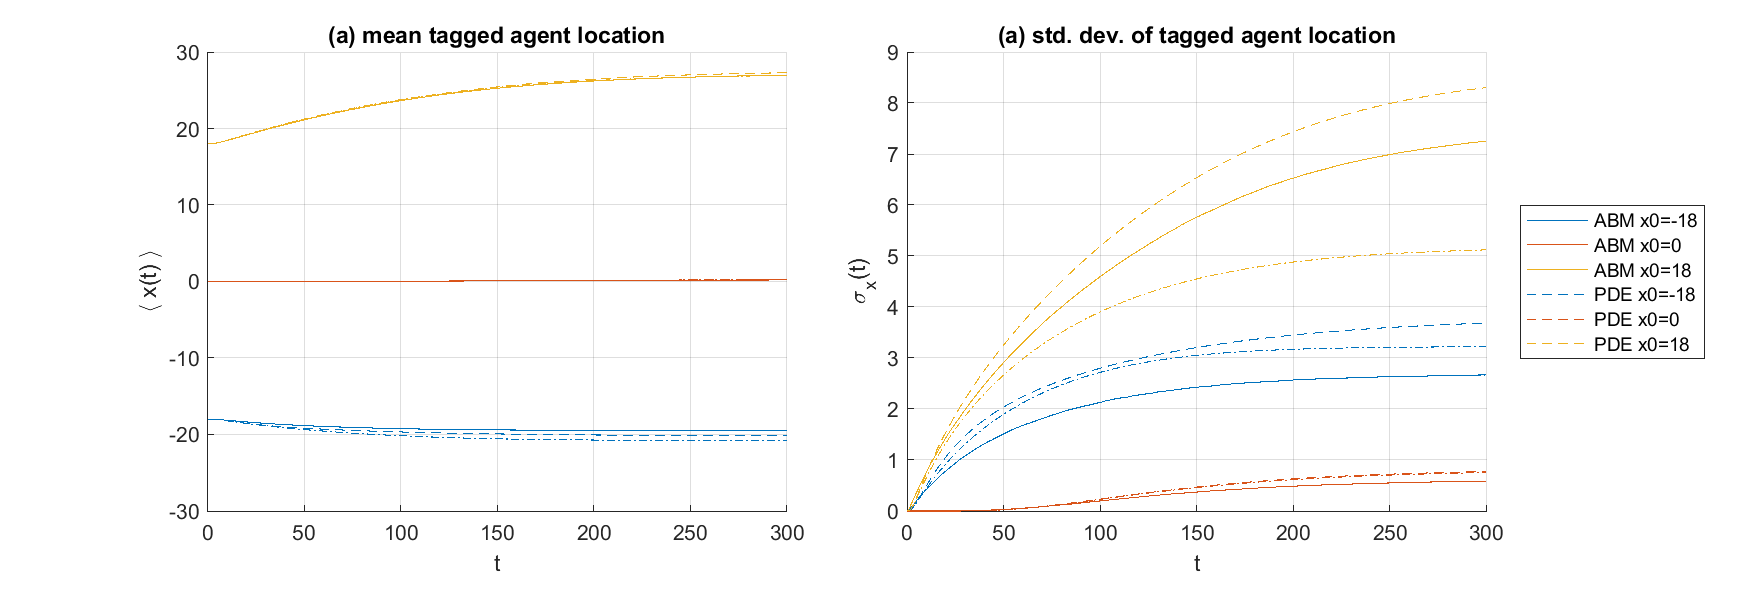 (a) mean tagged agent location
30
20
10
0
-10
-20
-30
0 50 100 150 200 250 300
t
⟨ x(t) ⟩
(a) std. dev. of tagged agent location
9
8
7
6
5
4
3
2
1
0
0 50 100 150 200 250 300
t
σx(t)
ABM x0=-18
ABM x0=0
ABM x0=18
PDE x0=-18
PDE x0=0
PDE x0=18